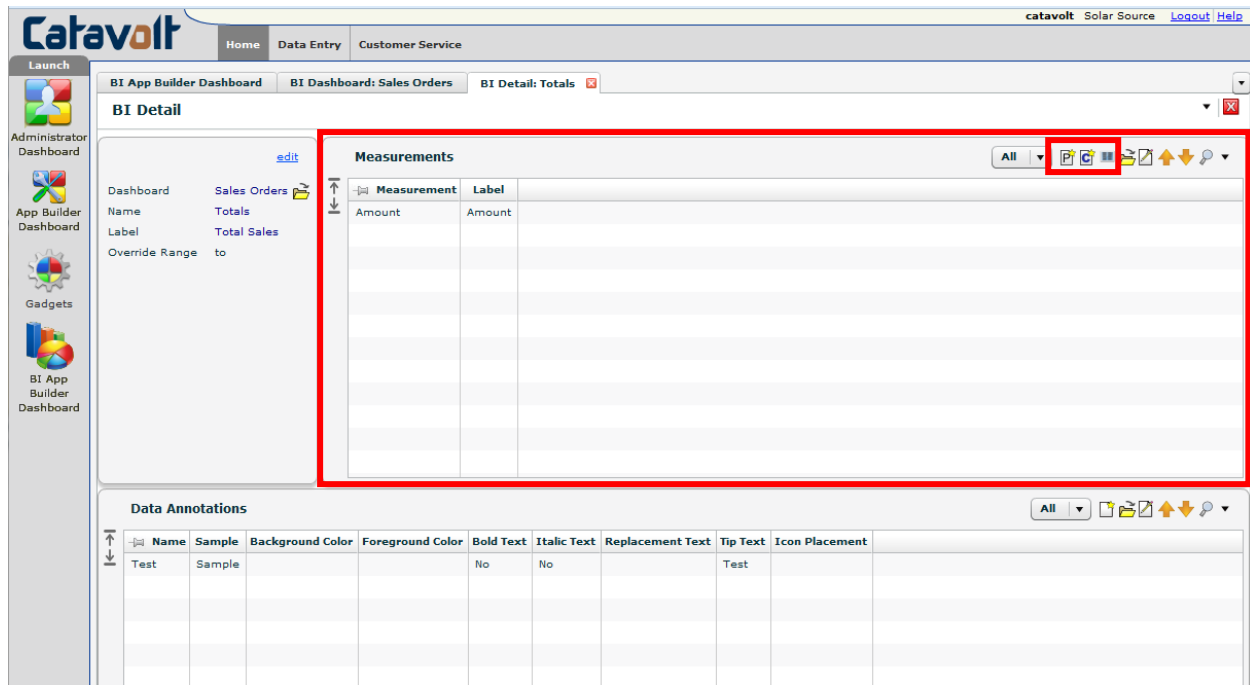 catavolt Solar Source Logout Help
Catavolt
Home Data Entry Customer Service
Launch
Administrator
Dashboard
App Builder
Dashboard
Gadgets
BI App
Builder
Dashboard
BI App Builder Dashboard BI Dashboard: Sales Orders BI Detail: Totals
BI Detail
edit
Dashboard Sales Orders
Name Totals
Label Total Sales
Override Range to
Measurements All P C
Measurement Label
Amount Amount
Data Annotations All
Name Sample Background Color Foreground Color Bold Text Italic Text Replacement Text Tip Text Icon Placement
Test Sample No No Test